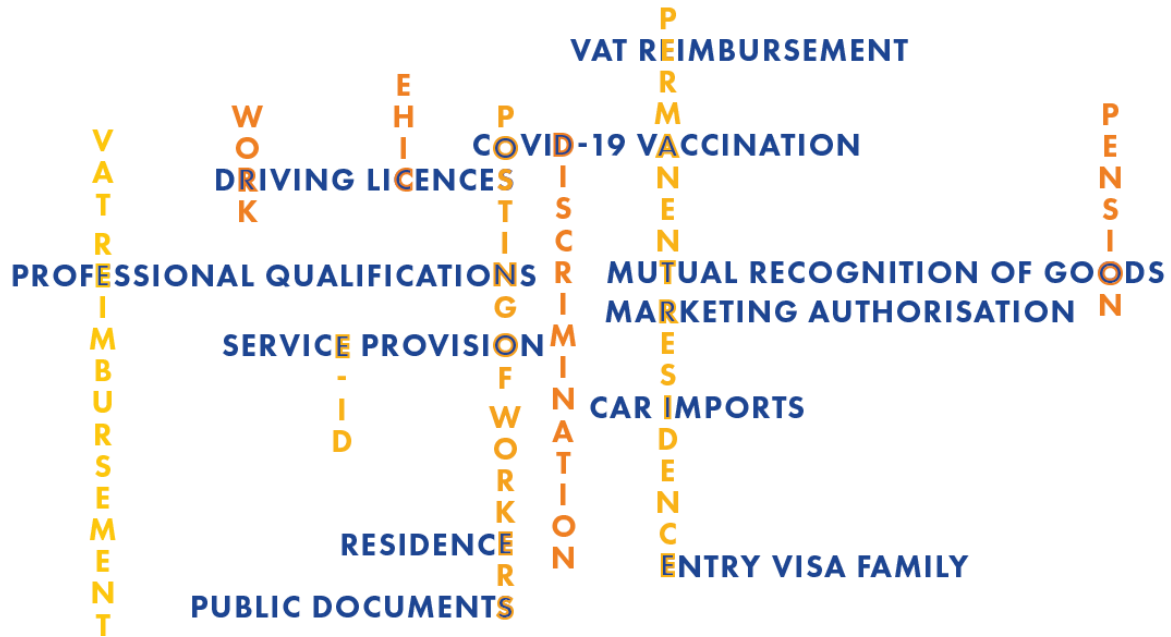 PERMANENT RESIDENCE
VAT REIMBURSEMENT
EHIC
WORK
POSTING OF WORKERS
PENSION
VAT REIMBURSEMENT
COVID-19 VACCINATION
DISCRIMINATION
DRIVING LICENCES
PROFESSIONAL QUALIFICATIONS
MUTUAL RECOGNITION OF GOODS
MARKETING AUTHORISATION
SERVICE PROVISION
E-ID
CAR IMPORTS
RESIDENCE
ENTRY VISA FAMILY
PUBLIC DOCUMENTS